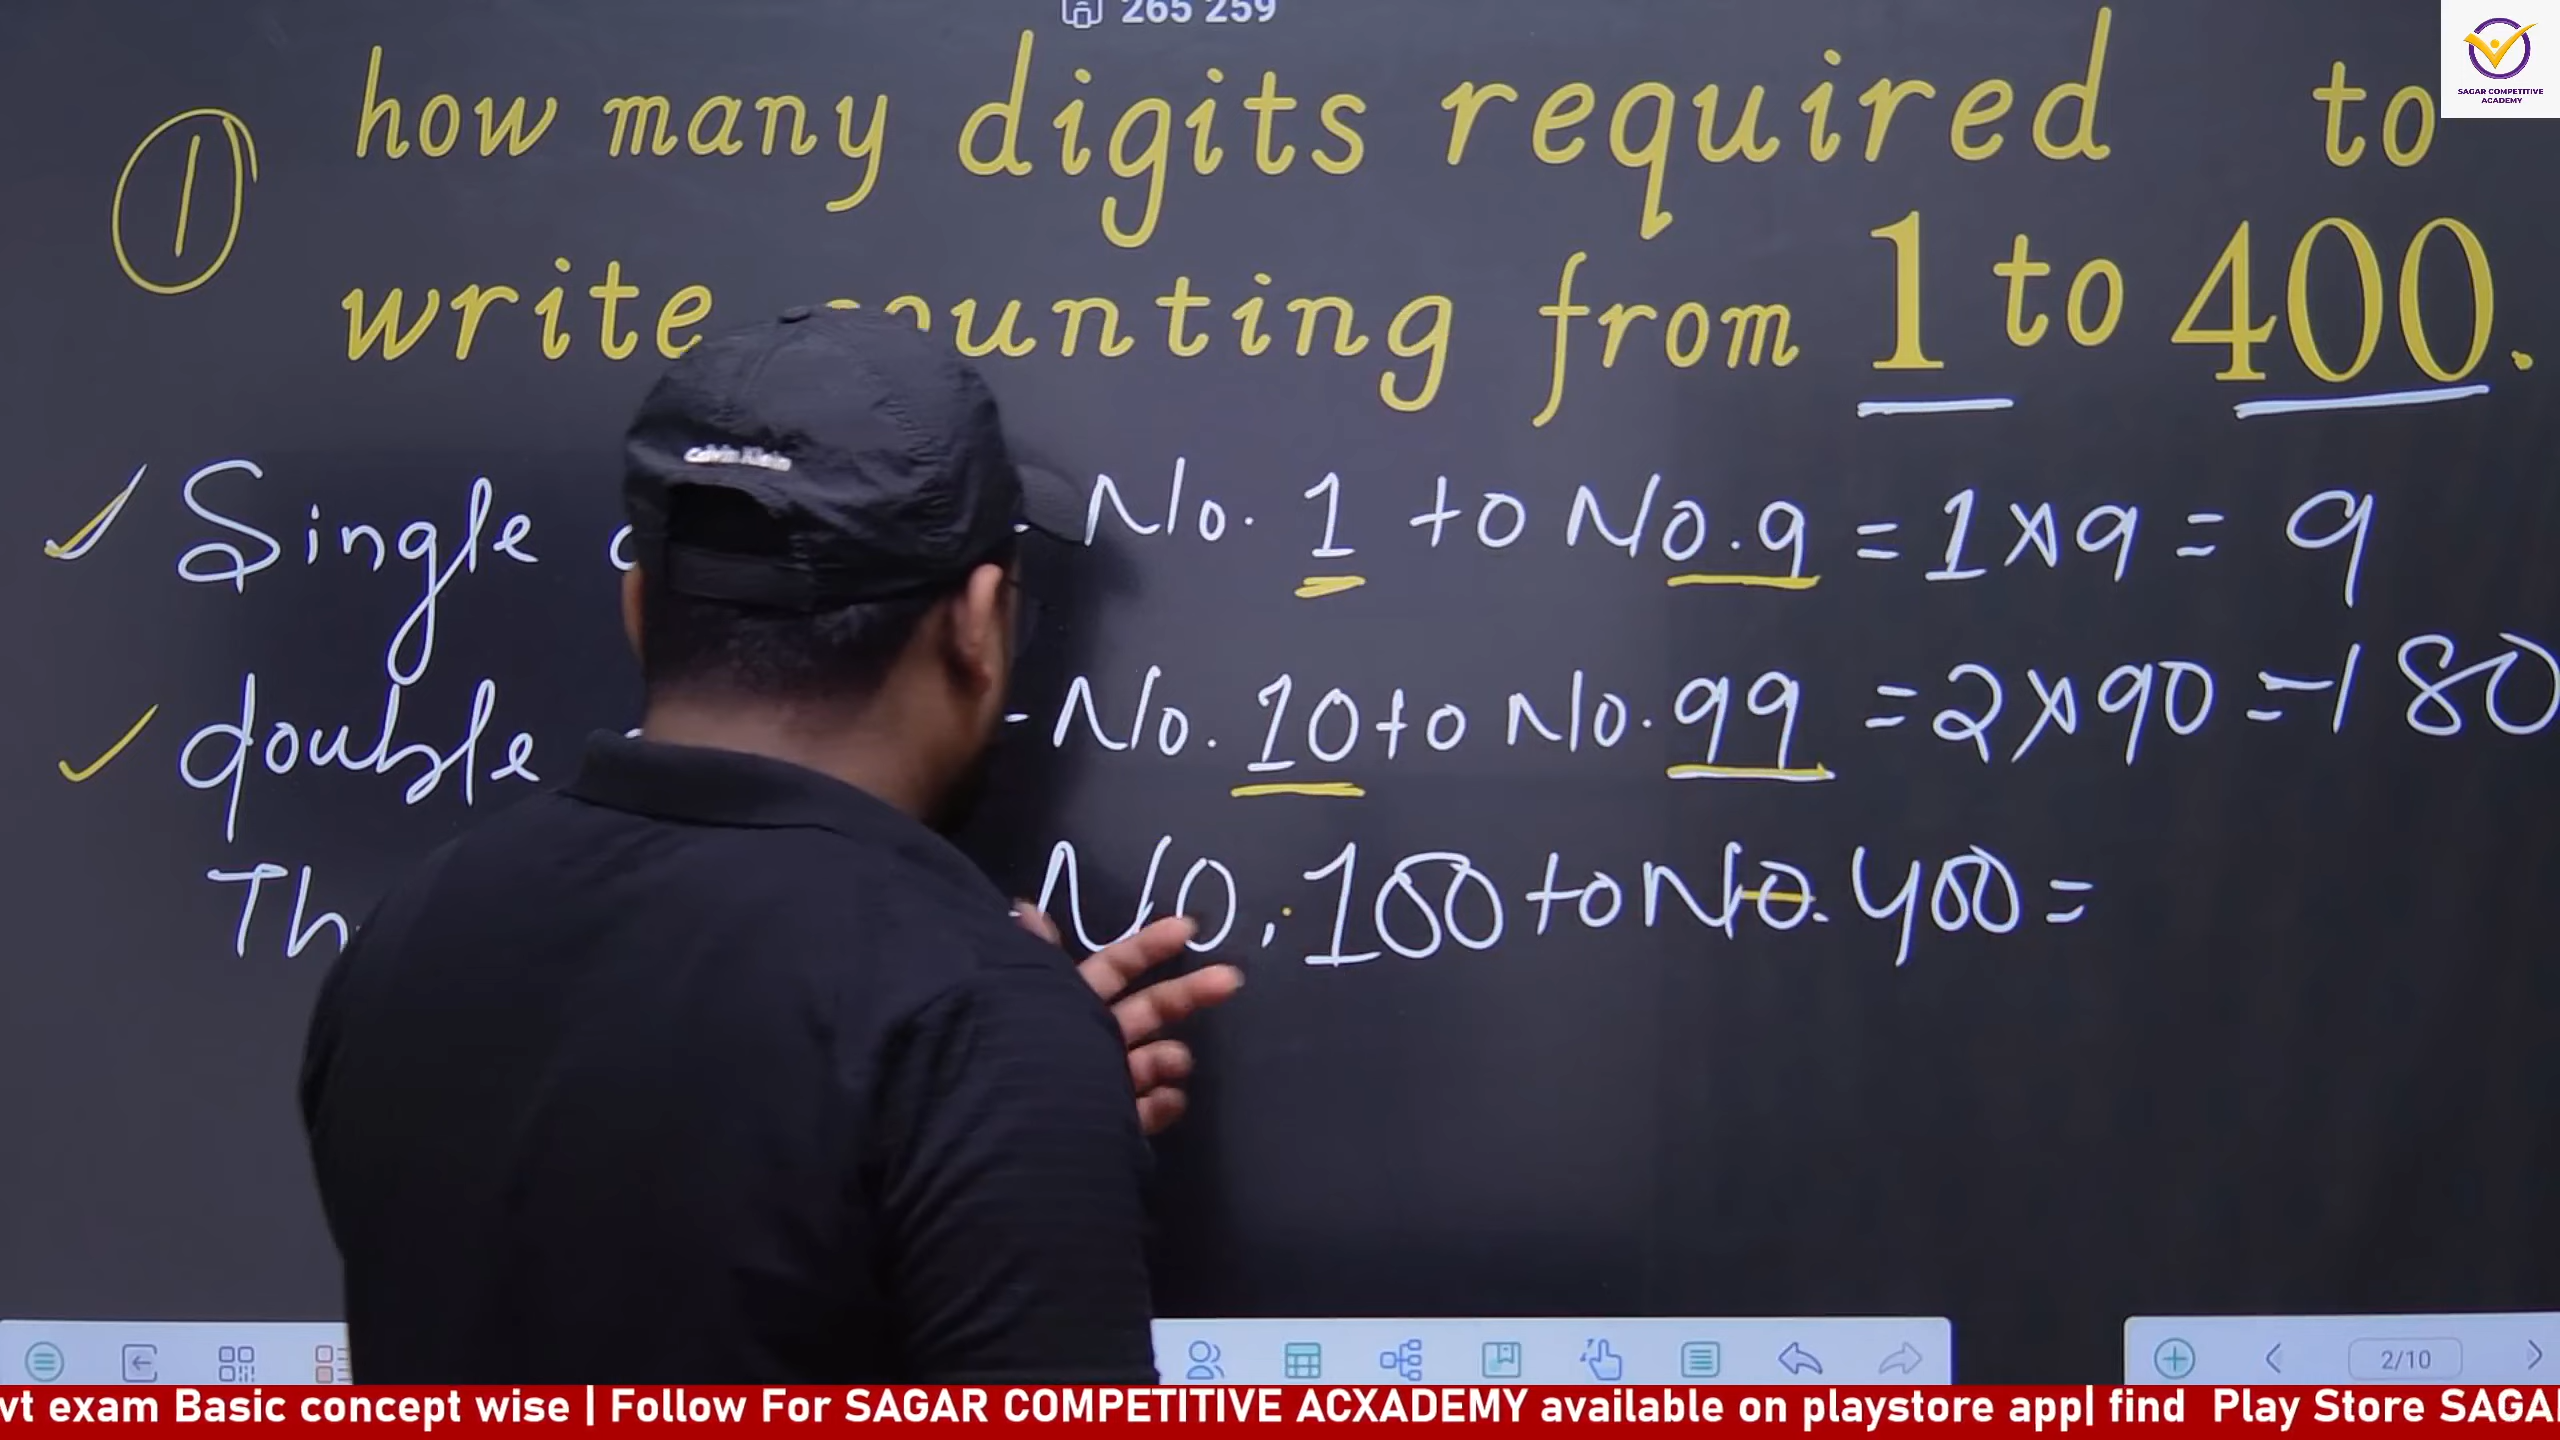 265 259
SAGAR COMPETITIVE
ACADEMY
1
how many digits required to
write counting from 1 to 400.
Single - No. 1 to No. 9 = 1 × 9 = 9
Calvin Klein
double - No. 10 to No. 99 = 2 × 90 = 180
No. 100 to No. 400 =
2/10
vt exam Basic concept wise | Follow For SAGAR COMPETITIVE ACXADEMY available on playstore app| find Play Store SAGA